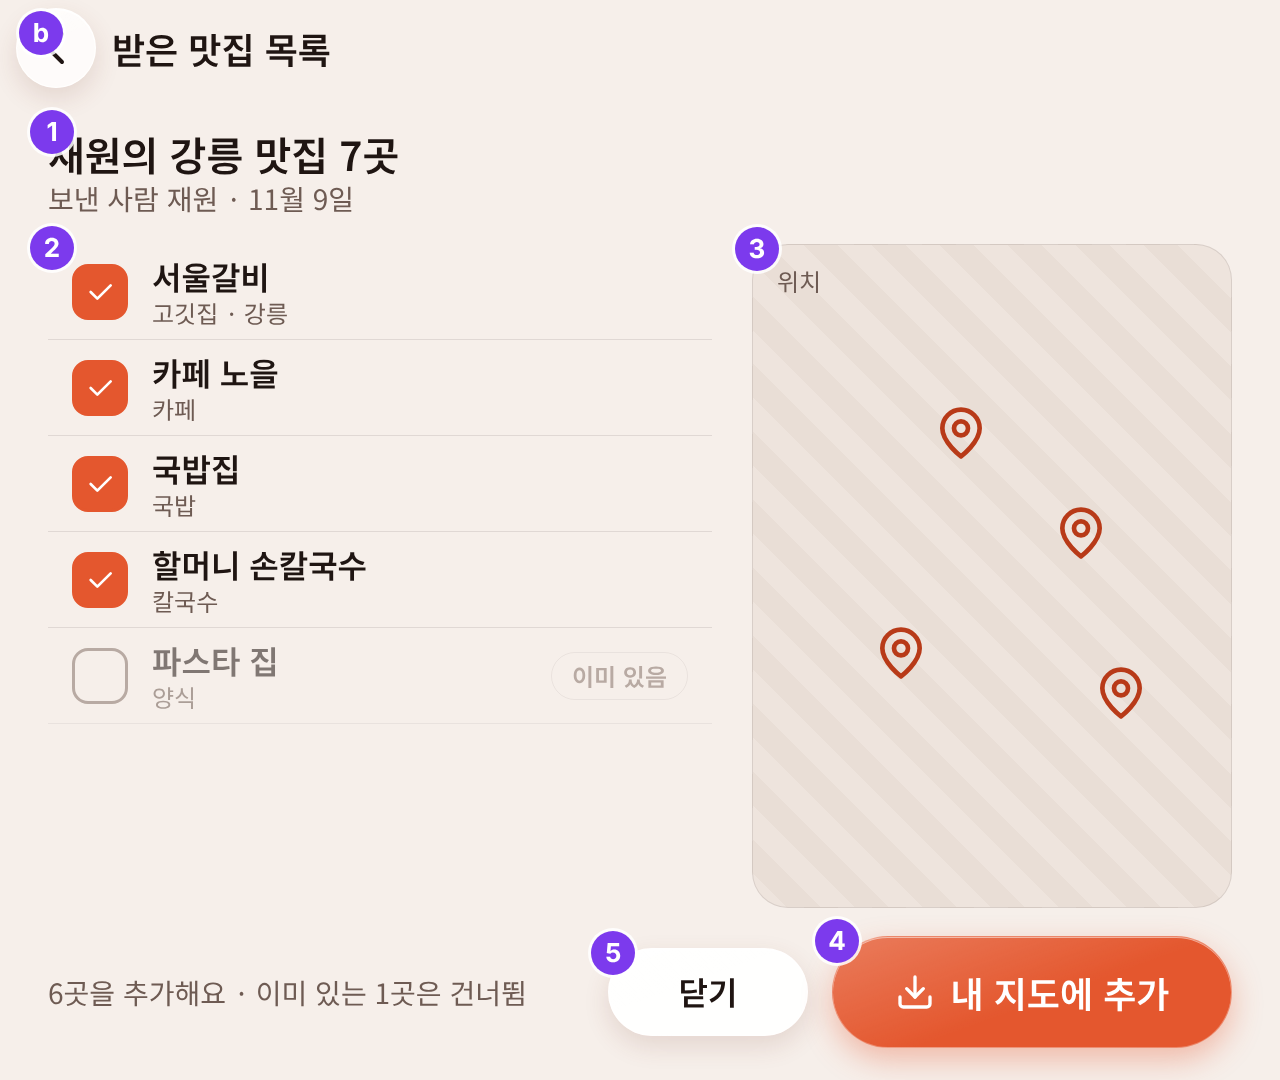 b
받은 맛집 목록
1
재원의 강릉 맛집 7곳
보낸 사람 재원 · 11월 9일
2
서울갈비
고깃집 · 강릉
카페 노을
카페
국밥집
국밥
할머니 손칼국수
칼국수
파스타 집
양식
이미 있음
3
위치
6곳을 추가해요 · 이미 있는 1곳은 건너뜀
5
닫기
4
내 지도에 추가